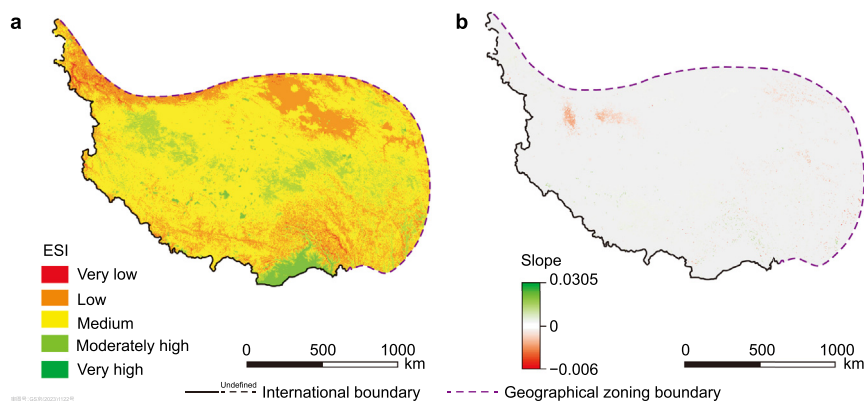 a
b
ESI
Very low
Low
Medium
Moderately high
Very high
0 500 1000
km
Slope
0.0305
0
−0.006
0 500 1000
km
Undefined
International boundary
Geographical zoning boundary